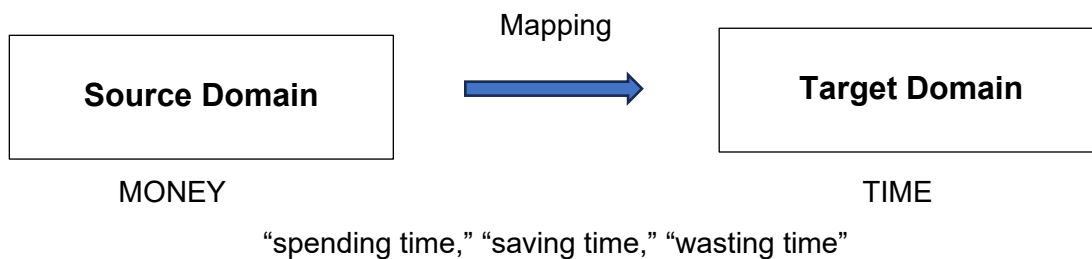 Mapping
Source Domain
Target Domain
MONEY
TIME
“spending time,” “saving time,” “wasting time”